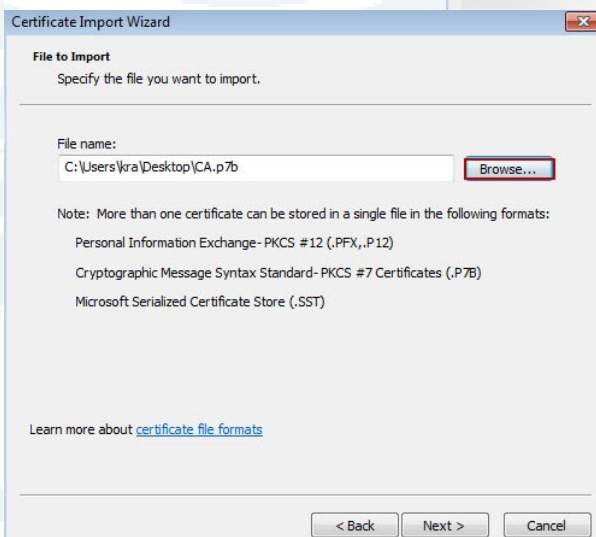 Certificate Import Wizard
File to Import
Specify the file you want to import.
File name:
C:\Users\kra\Desktop\CA.p7b
Browse...
Note: More than one certificate can be stored in a single file in the following formats:
Personal Information Exchange- PKCS #12 (.PFX,.P12)
Cryptographic Message Syntax Standard- PKCS #7 Certificates (.P7B)
Microsoft Serialized Certificate Store (.SST)
Learn more about certificate file formats
< Back
Next >
Cancel